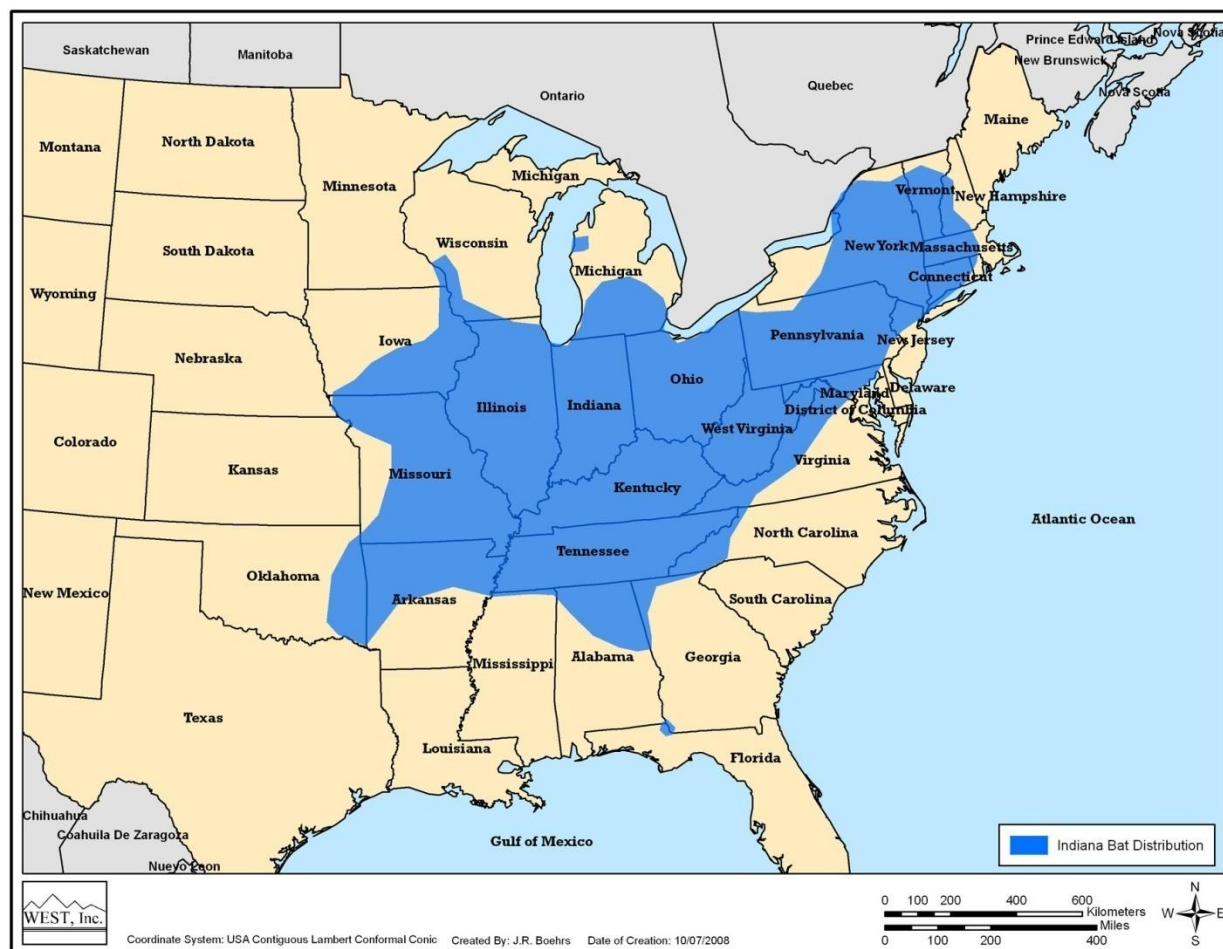 Saskatchewan
Manitoba
Ontario
Quebec
Prince Edward Island
Nova Scotia
New Brunswick
Nova Scotia
Maine
Montana
North Dakota
Minnesota
Michigan
Vermont
New Hampshire
South Dakota
Wisconsin
Michigan
New York
Massachusetts
Connecticut
Wyoming
Iowa
Pennsylvania
New Jersey
Nebraska
Ohio
Maryland
Delaware
Illinois
Indiana
District of Columbia
West Virginia
Colorado
Kansas
Missouri
Virginia
Kentucky
Atlantic Ocean
North Carolina
Tennessee
Oklahoma
New Mexico
Arkansas
South Carolina
Mississippi
Alabama
Georgia
Texas
Louisiana
Florida
Chihuahua
Coahuila De Zaragoza
Gulf of Mexico
Nuevo Leon
Indiana Bat Distribution
WEST, Inc.
0 100 200 400 600
Kilometers
Miles
0 100 200 400
N
W E
S
Coordinate System: USA Contiguous Lambert Conformal Conic Created By: J.R. Boehrs Date of Creation: 10/07/2008